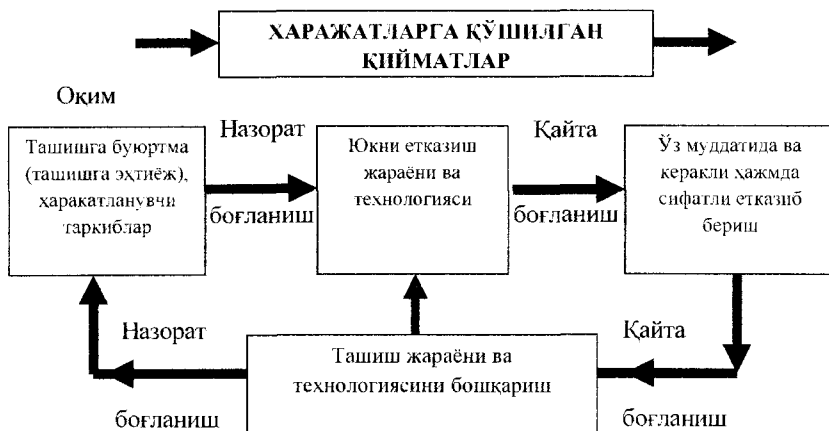 ХАРАЖАТЛАРГА ҚЎШИЛГАН
ҚИЙМАТЛАР
Оқим
Назорат
Қайта
Ташишга буюртма
(ташишга эҳтиёж),
ҳаракатланувчи
таркиблар
Юкни етказиш
жараёни ва
технологияси
Ўз муддатида ва
керакли ҳажмда
сифатли етказиб
бериш
боғланиш
боғланиш
Назорат
Қайта
Ташиш жараёни ва
технологиясини бошқариш
боғланиш
боғланиш